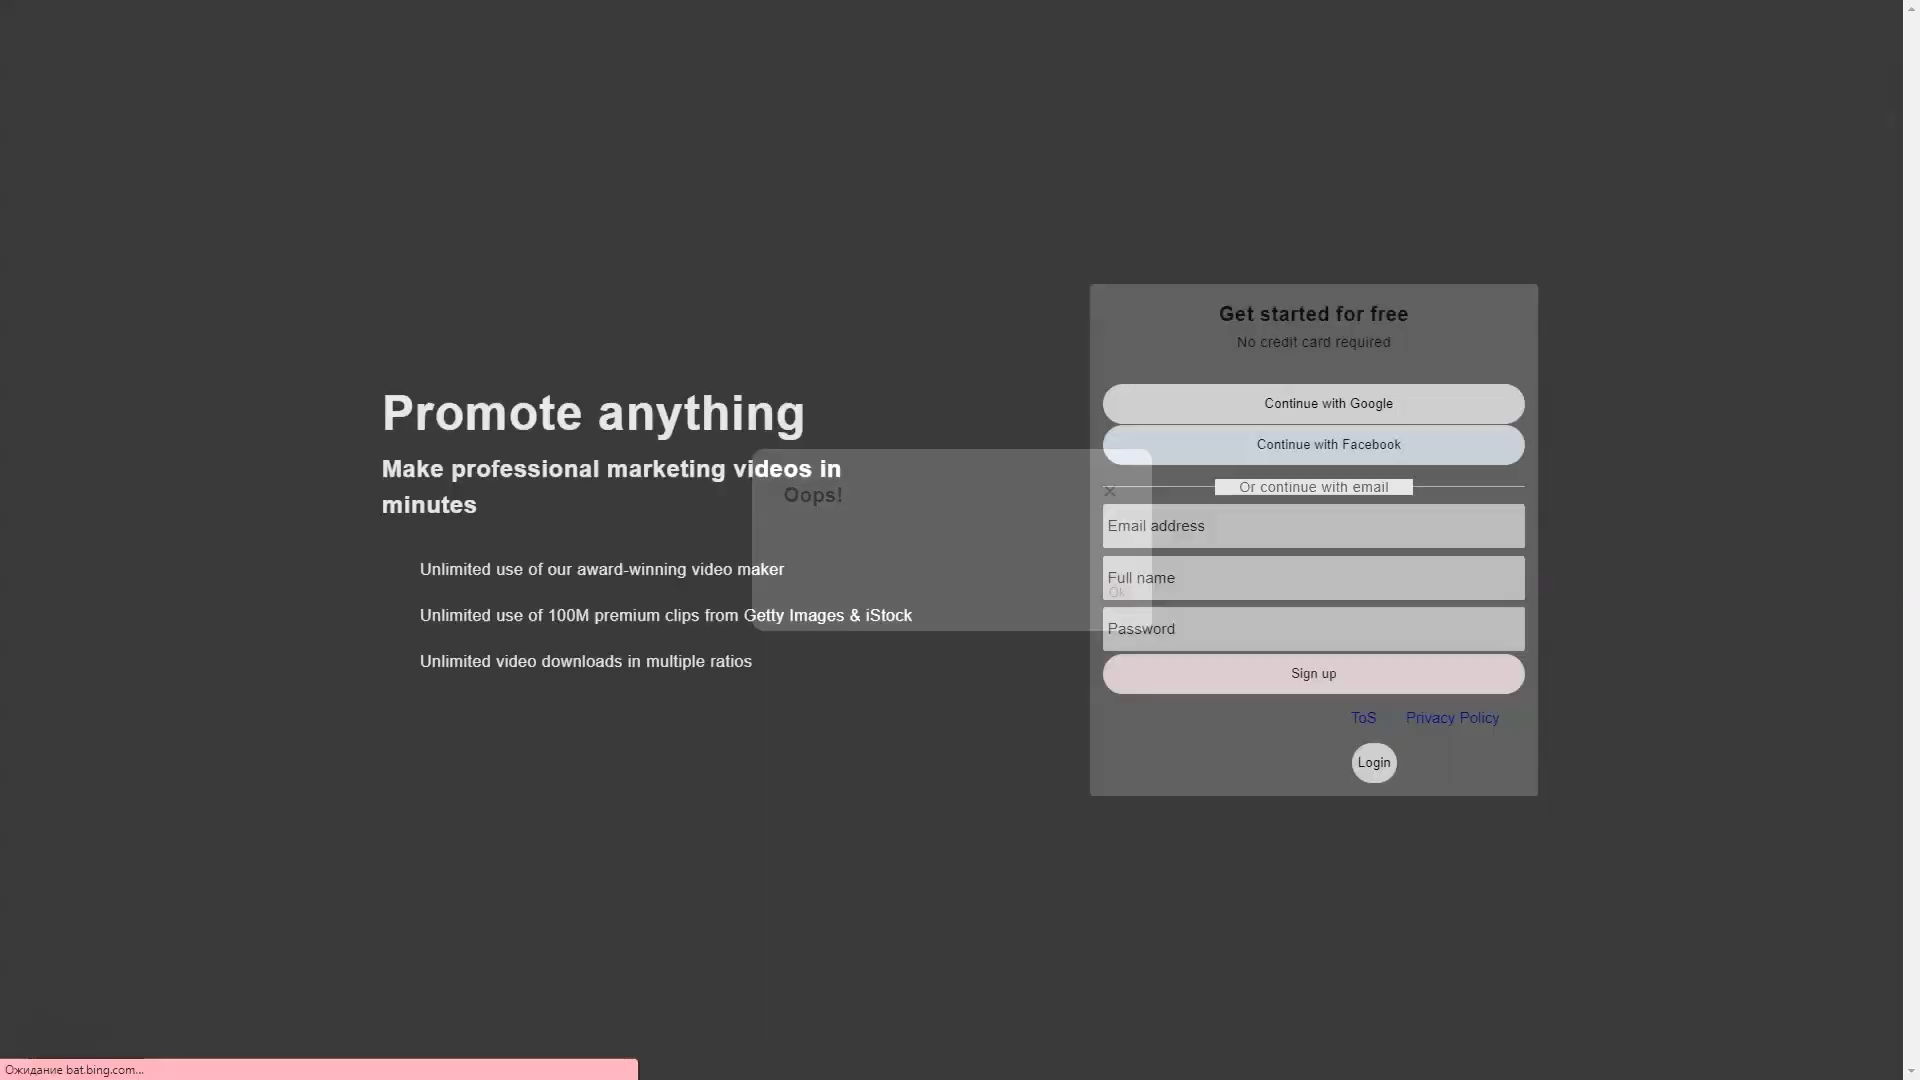 Promote anything
Make professional marketing videos in
minutes
Unlimited use of our award-winning video maker
Unlimited use of 100M premium clips from Getty Images & iStock
Unlimited video downloads in multiple ratios
Oops!
Ok
Get started for free
No credit card required
Continue with Google
Continue with Facebook
Or continue with email
Email address
Full name
Password
Sign up
ToS Privacy Policy
Login
Ожидание bat.bing.com...